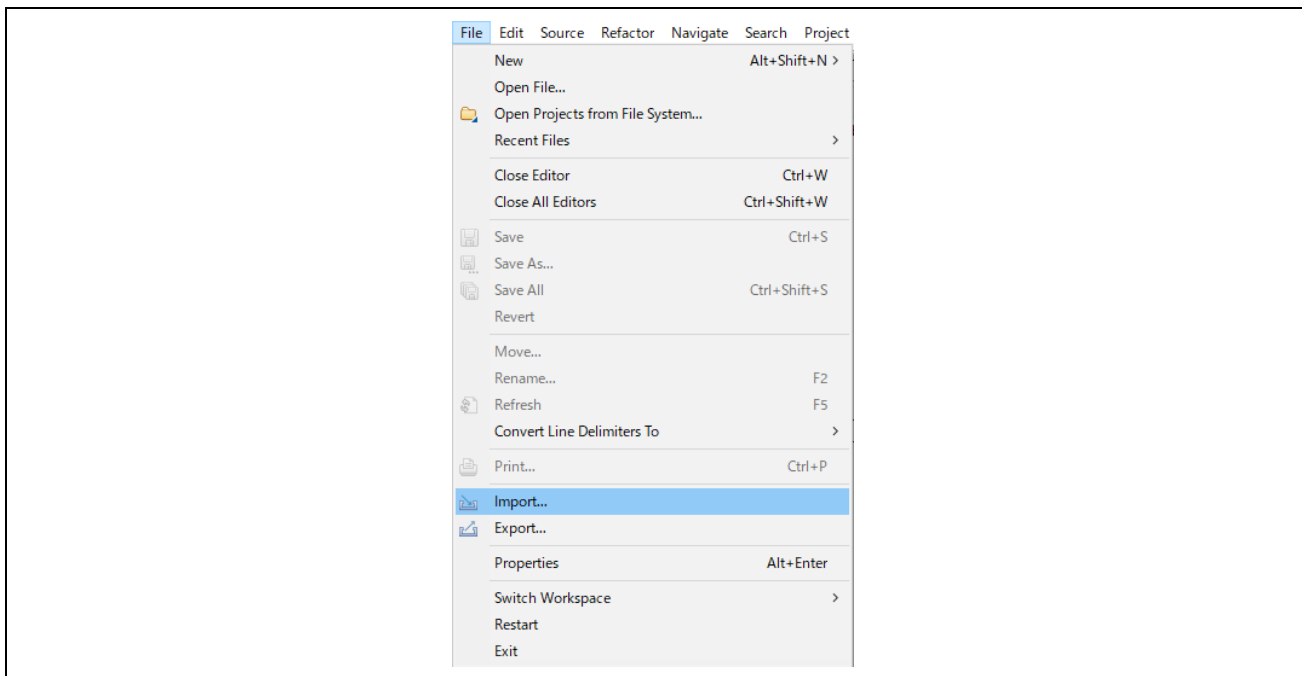 File Edit Source Refactor Navigate Search Project
New Alt+Shift+N >
Open File...
Open Projects from File System...
Recent Files >
Close Editor Ctrl+W
Close All Editors Ctrl+Shift+W
Save Ctrl+S
Save As...
Save All Ctrl+Shift+S
Revert
Move...
Rename... F2
Refresh F5
Convert Line Delimiters To >
Print... Ctrl+P
Import...
Export...
Properties Alt+Enter
Switch Workspace >
Restart
Exit